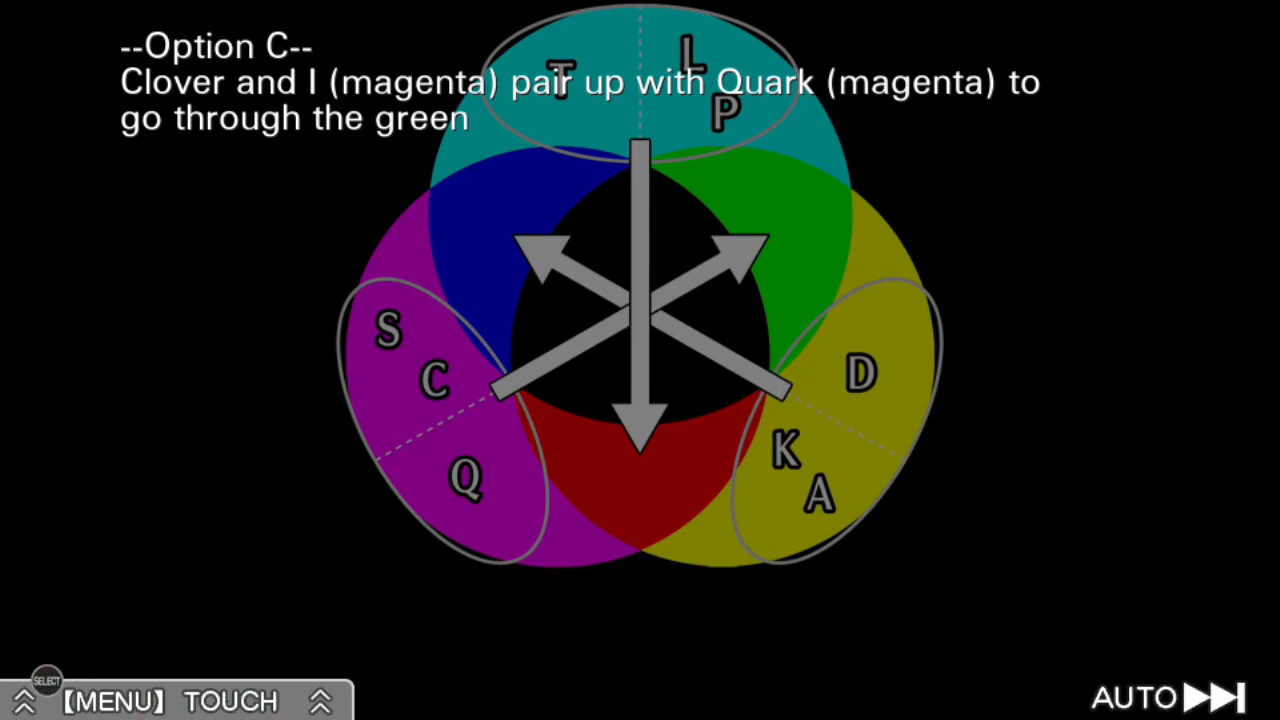 --Option C--
Clover and I (magenta) pair up with Quark (magenta) to
go through the green
T
L
P
S
C
Q
D
K
A
SELECT
【MENU】 TOUCH
AUTO